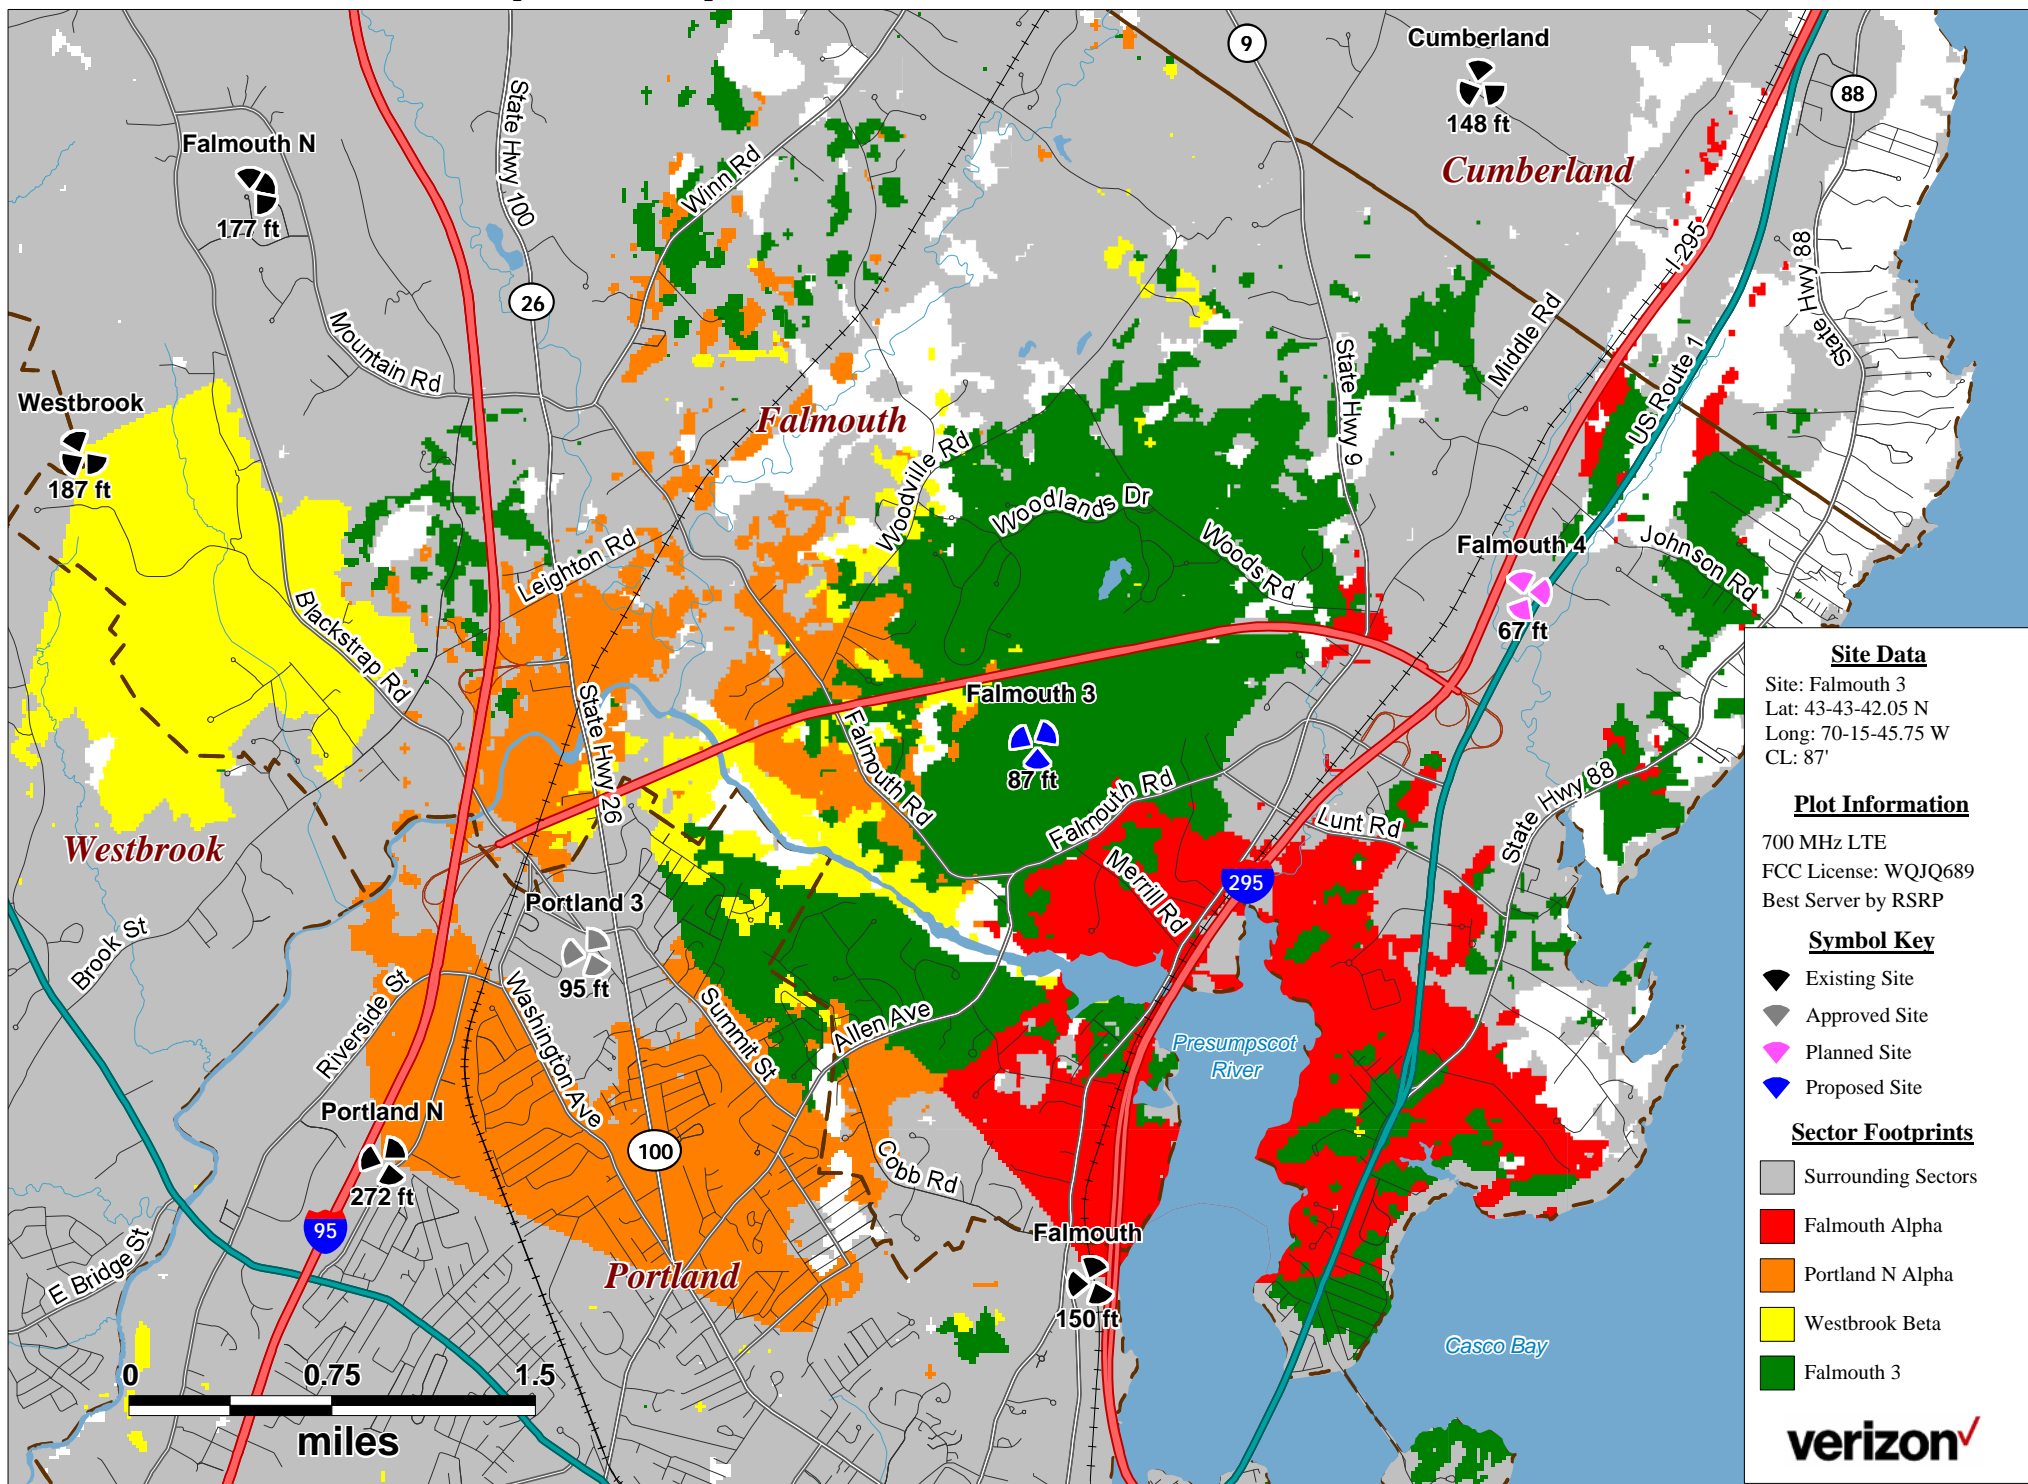 9
Cumberland
148 ft
Cumberland
88
State Hwy 100
Falmouth N
177 ft
Winn Rd
I-295
State Hwy 88
26
Mountain Rd
Middle Rd
State Hwy 9
US Route 1
Westbrook
187 ft
Falmouth
Woodville Rd
Woodlands Dr
Woods Rd
Leighton Rd
Falmouth 4
67 ft
Johnson Rd
Blackstrap Rd
State Hwy 26
Falmouth 3
87 ft
Falmouth Rd
Falmouth Rd
Lunt Rd
State Hwy 88
Westbrook
Merrill Rd
295
Portland 3
95 ft
Brook St
Riverside St
Washington Ave
Summit St
Allen Ave
Presumpscot
River
Portland N
272 ft
100
Cobb Rd
95
E Bridge St
Portland
Falmouth
150 ft
Casco Bay
0 0.75 1.5
miles
Site Data
Site: Falmouth 3
Lat: 43-43-42.05 N
Long: 70-15-45.75 W
CL: 87'
Plot Information
700 MHz LTE
FCC License: WQJQ689
Best Server by RSRP
Symbol Key
Existing Site
Approved Site
Planned Site
Proposed Site
Sector Footprints
Surrounding Sectors
Falmouth Alpha
Portland N Alpha
Westbrook Beta
Falmouth 3
verizon